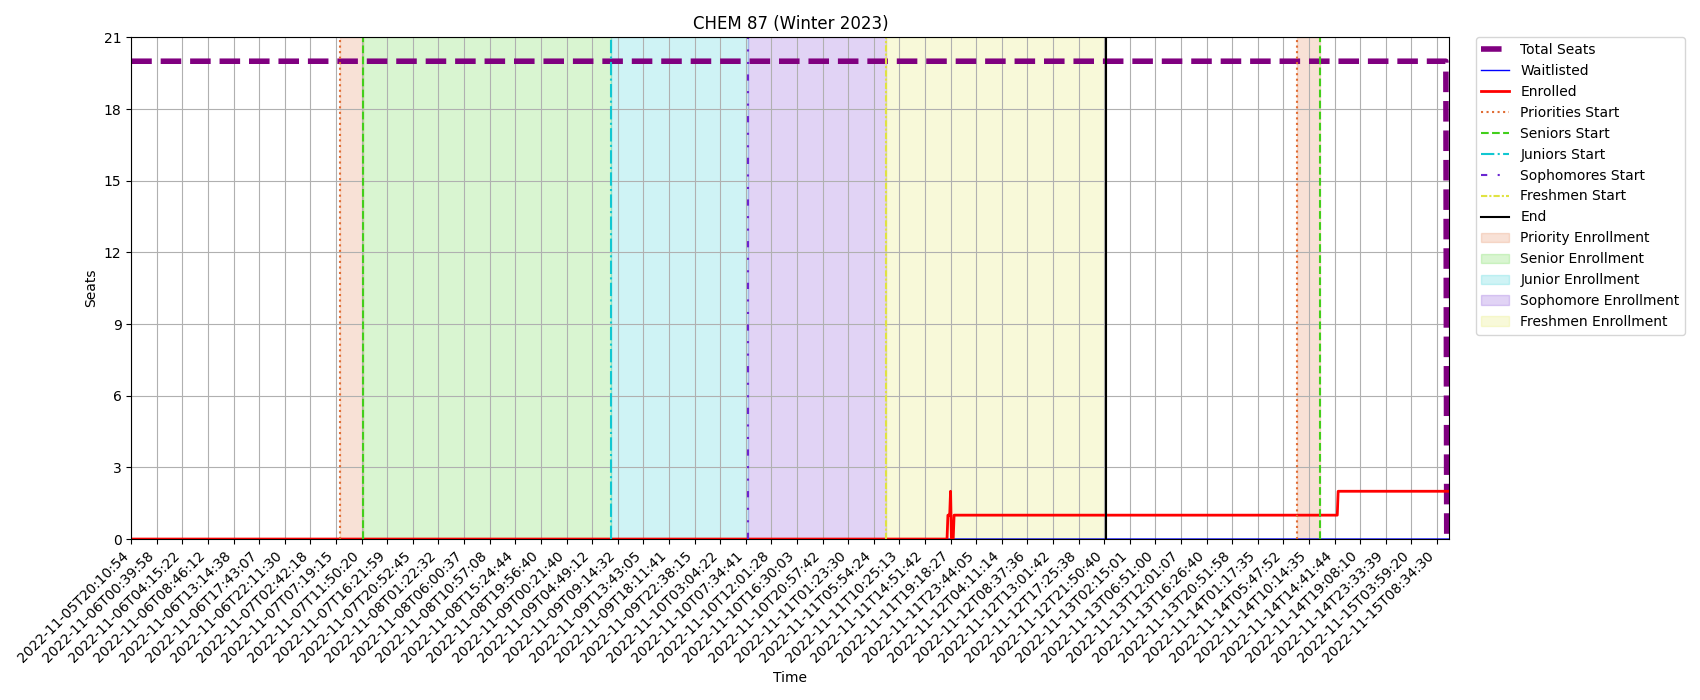 CHEM 87 (Winter 2023)
Seats
21
18
15
12
9
6
3
0
Total Seats
Waitlisted
Enrolled
Priorities Start
Seniors Start
Juniors Start
Sophomores Start
Freshmen Start
End
Priority Enrollment
Senior Enrollment
Junior Enrollment
Sophomore Enrollment
Freshmen Enrollment
2022-11-05T20:10:54
2022-11-06T00:39:58
2022-11-06T04:15:22
2022-11-06T08:46:12
2022-11-06T13:14:38
2022-11-06T17:43:07
2022-11-06T22:11:30
2022-11-07T02:42:18
2022-11-07T07:19:15
2022-11-07T11:50:20
2022-11-07T16:21:59
2022-11-07T20:52:45
2022-11-08T01:22:32
2022-11-08T06:00:37
2022-11-08T10:57:08
2022-11-08T15:24:44
2022-11-08T19:56:40
2022-11-09T00:21:40
2022-11-09T04:49:12
2022-11-09T09:14:32
2022-11-09T13:43:05
2022-11-09T18:11:41
2022-11-09T22:38:15
2022-11-10T03:04:22
2022-11-10T07:34:41
2022-11-10T12:01:28
2022-11-10T16:30:03
2022-11-10T20:57:42
2022-11-11T01:23:30
2022-11-11T05:54:24
2022-11-11T10:25:13
2022-11-11T14:51:42
2022-11-11T19:18:27
2022-11-11T23:44:05
2022-11-12T04:11:14
2022-11-12T08:37:36
2022-11-12T13:01:42
2022-11-12T17:25:38
2022-11-12T21:50:40
2022-11-13T02:15:01
2022-11-13T06:51:00
2022-11-13T12:01:07
2022-11-13T16:26:40
2022-11-13T20:51:58
2022-11-14T01:17:35
2022-11-14T05:47:52
2022-11-14T10:14:35
2022-11-14T14:41:44
2022-11-14T19:08:10
2022-11-14T23:33:39
2022-11-15T03:59:20
2022-11-15T08:34:30
Time